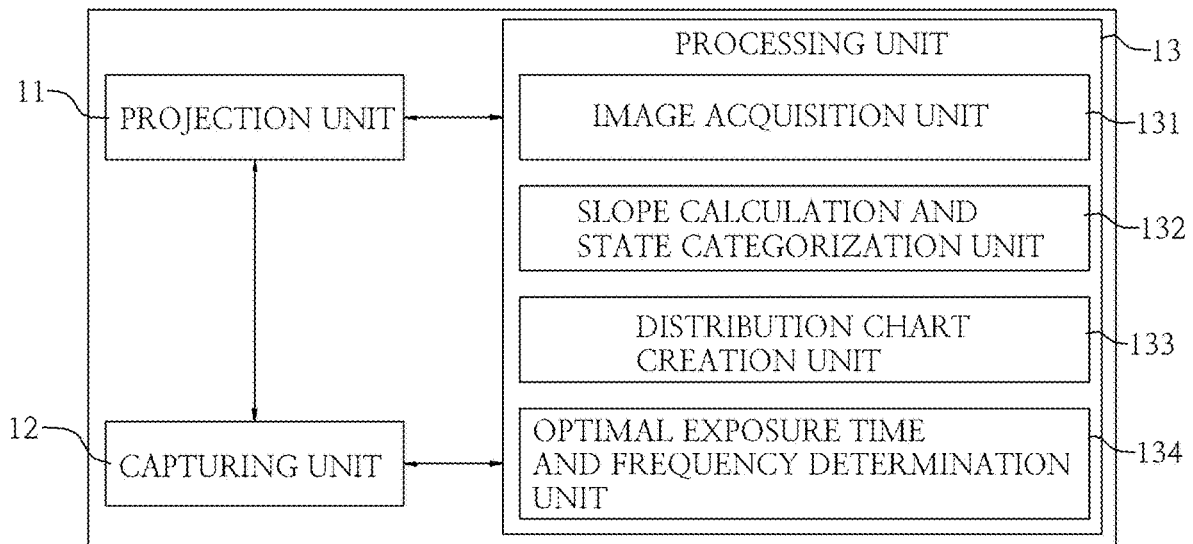 PROCESSING UNIT
13
11
PROJECTION UNIT
IMAGE ACQUISITION UNIT
131
SLOPE CALCULATION AND
STATE CATEGORIZATION UNIT
132
DISTRIBUTION CHART
CREATION UNIT
133
12
CAPTURING UNIT
OPTIMAL EXPOSURE TIME
AND FREQUENCY DETERMINATION
UNIT
134